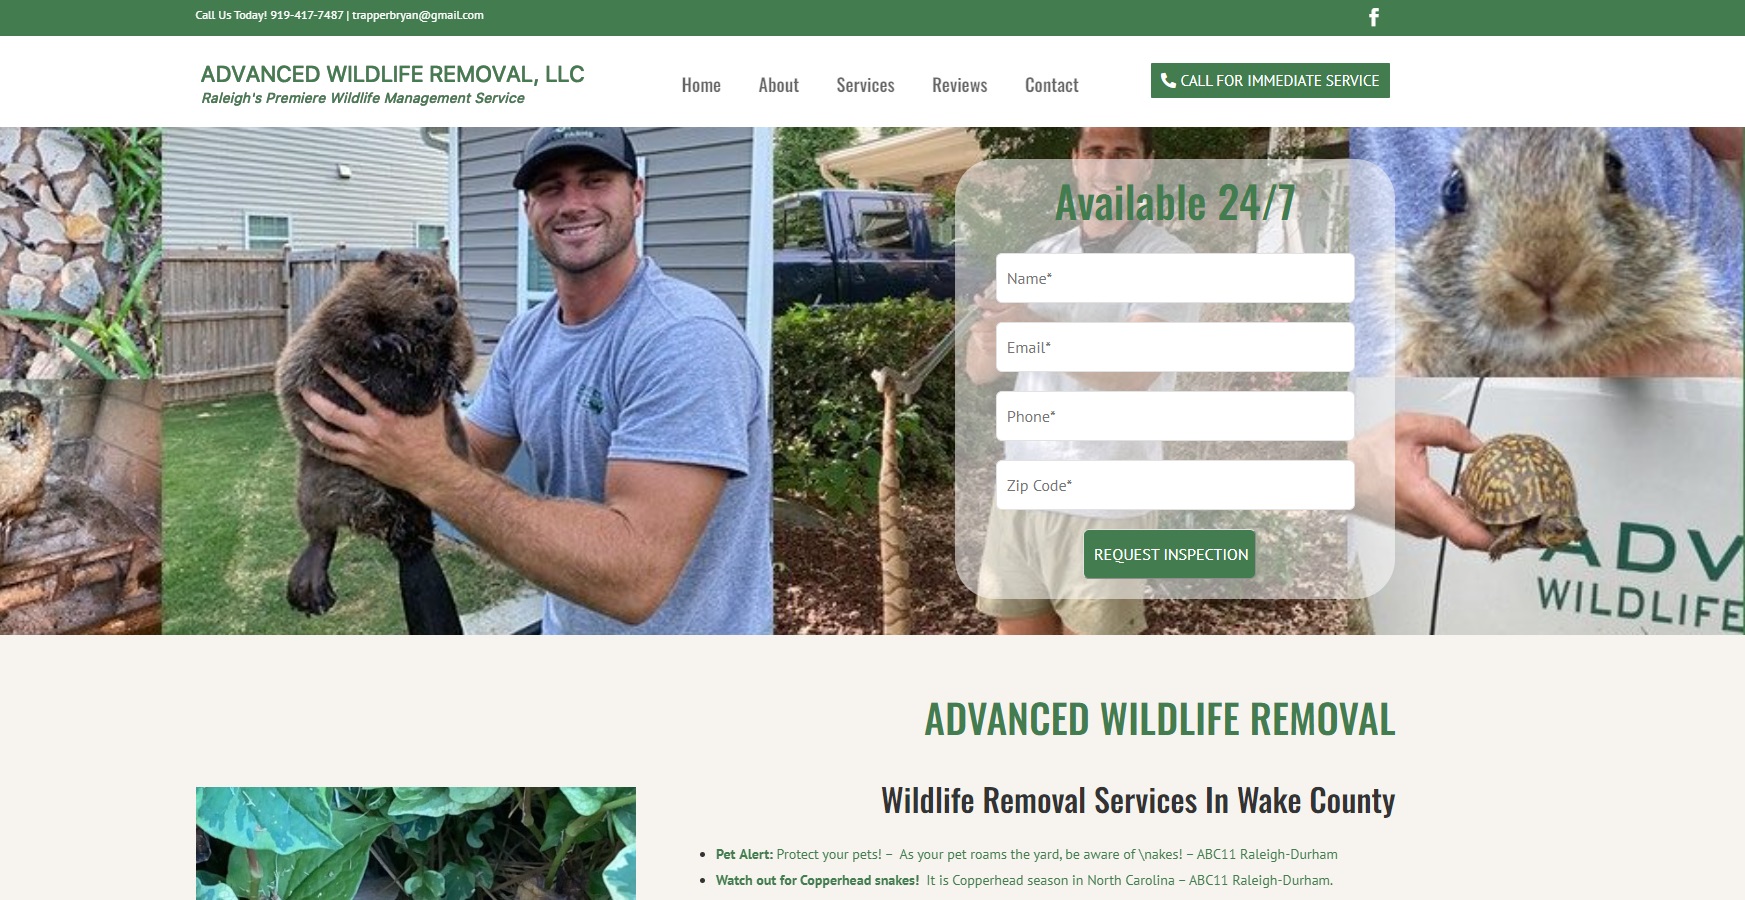 Call Us Today! 919-417-7487 | trapperbryan@gmail.com
ADVANCED WILDLIFE REMOVAL, LLC
Raleigh's Premiere Wildlife Management Service
Home
About
Services
Reviews
Contact
CALL FOR IMMEDIATE SERVICE
Available 24/7
Name*
Email*
Phone*
Zip Code*
REQUEST INSPECTION
ADV
WILDLIFE
ADVANCED WILDLIFE REMOVAL
Wildlife Removal Services In Wake County
Pet Alert: Protect your pets! – As your pet roams the yard, be aware of \nakes! – ABC11 Raleigh-Durham
Watch out for Copperhead snakes! It is Copperhead season in North Carolina – ABC11 Raleigh-Durham.